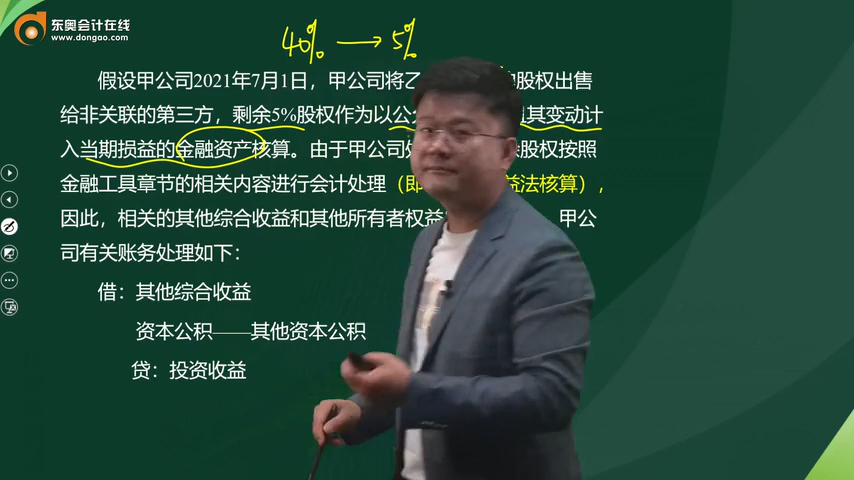 东奥会计在线
www.dongao.com
40% → 5%
假设甲公司2021年7月1日，甲公司将乙 股权出售
给非关联的第三方，剩余5%股权作为以公 其变动计
入当期损益的金融资产核算。由于甲公司 股权按照
金融工具章节的相关内容进行会计处理（即 益法核算），
因此，相关的其他综合收益和其他所有者权益 甲公
司有关账务处理如下：
借：其他综合收益
资本公积——其他资本公积
贷：投资收益